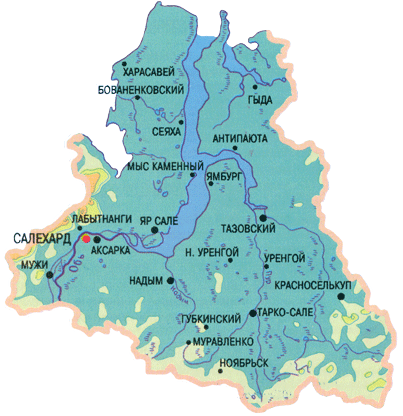 ХАРАСАВЕЙ
БОВАНЕНКОВСКИЙ
ГЫДА
СЕЯХА
АНТИПАЮТА
МЫС КАМЕННЫЙ
ЯМБУРГ
ЛАБЫТНАНГИ
ЯР САЛЕ
ТАЗОВСКИЙ
САЛЕХАРД
АКСАРКА
Н. УРЕНГОЙ
УРЕНГОЙ
МУЖИ
НАДЫМ
КРАСНОСЕЛЬКУП
ГУБКИНСКИЙ
ТАРКО-САЛЕ
МУРАВЛЕНКО
НОЯБРЬСК